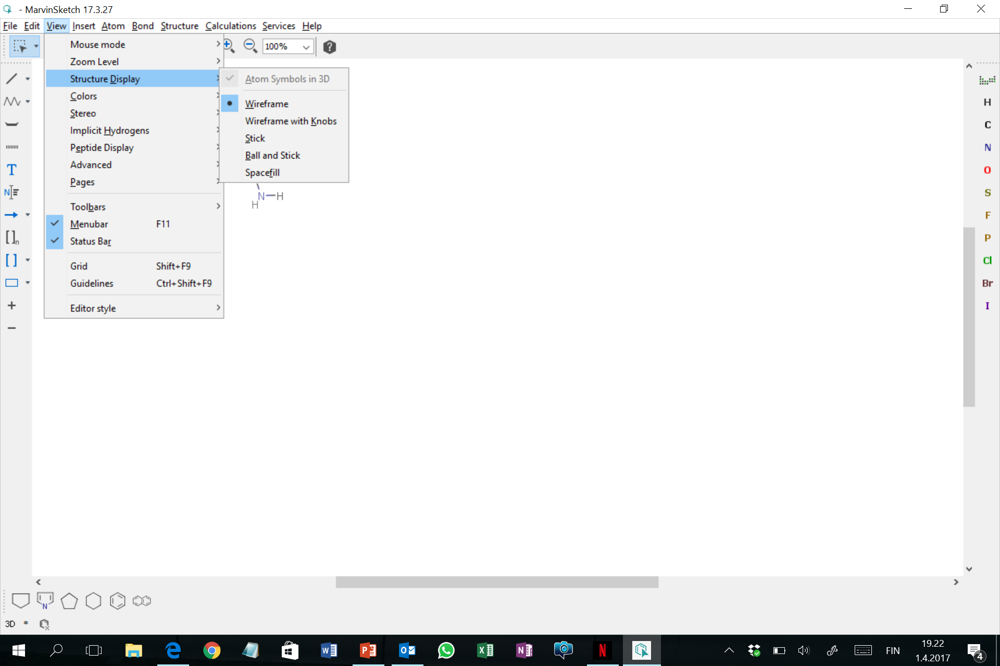 - MarvinSketch 17.3.27
File Edit View Insert Atom Bond Structure Calculations Services Help
100%
?
Mouse mode
Zoom Level
Structure Display
Colors
Stereo
Implicit Hydrogens
Peptide Display
Advanced
Pages
Toolbars
Menubar F11
Status Bar
Grid Shift+F9
Guidelines Ctrl+Shift+F9
Editor style
Atom Symbols in 3D
Wireframe
Wireframe with Knobs
Stick
Ball and Stick
Spacefill
N H
H
T
N
[ ]n
[ ]
H
C
N
O
S
F
P
Cl
Br
I
N
3D *
FIN
19.22
1.4.2017
4